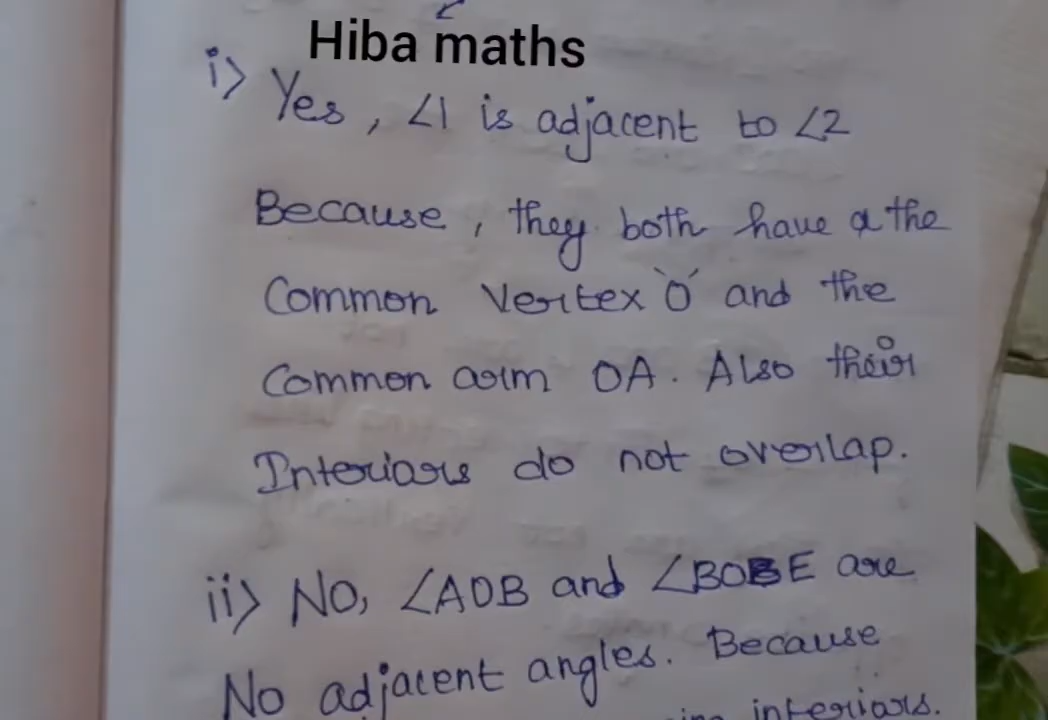 Hiba maths
i) Yes, ∠1 is adjacent to ∠2
Because, they both have a the
Common Vertex 'O' and the
Common arm OA. Also their
Interiors do not overlap.
ii) No, ∠AOB and ∠BOE are
No adjacent angles. Because
interiors.